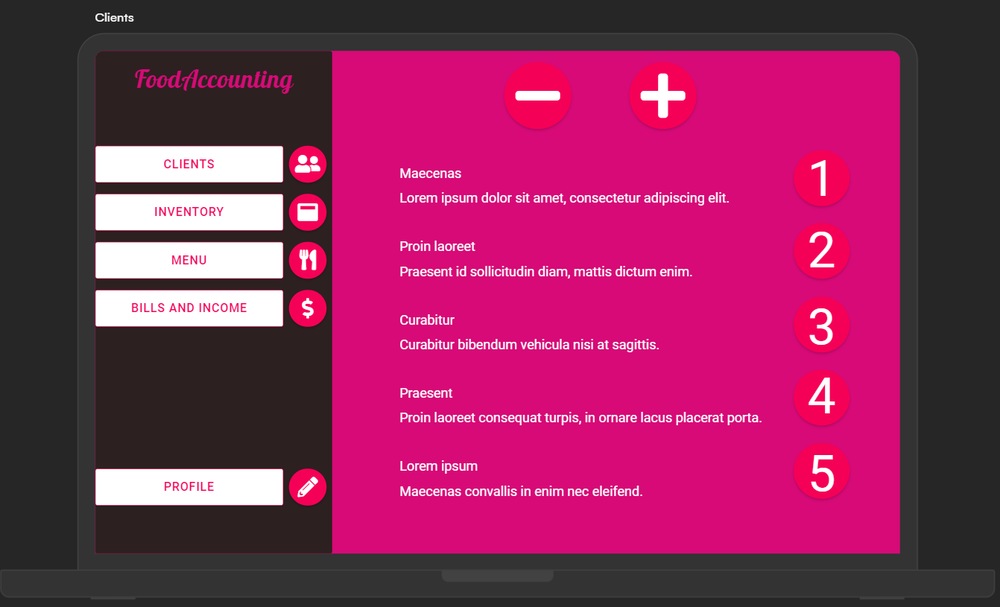 Clients
FoodAccounting
CLIENTS
INVENTORY
MENU
BILLS AND INCOME
PROFILE
Maecenas
Lorem ipsum dolor sit amet, consectetur adipiscing elit.
1
Proin laoreet
Praesent id sollicitudin diam, mattis dictum enim.
2
Curabitur
Curabitur bibendum vehicula nisi at sagittis.
3
Praesent
Proin laoreet consequat turpis, in ornare lacus placerat porta.
4
Lorem ipsum
Maecenas convallis in enim nec eleifend.
5